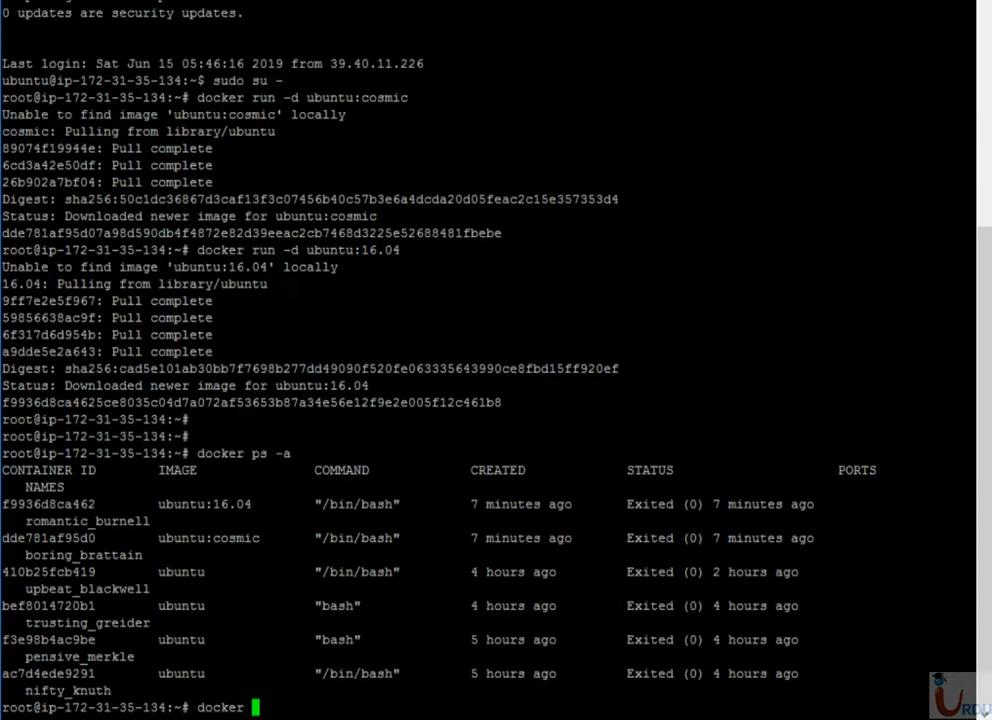 0 updates are security updates.
Last login: Sat Jun 15 05:46:16 2019 from 39.40.11.226
ubuntu@ip-172-31-35-134:~$ sudo su -
root@ip-172-31-35-134:~# docker run -d ubuntu:cosmic
Unable to find image 'ubuntu:cosmic' locally
cosmic: Pulling from library/ubuntu
89074f19944e: Pull complete
6cd3a42e50df: Pull complete
26b902a7bf04: Pull complete
Digest: sha256:50c1dc36867d3caf13f3c07456b40c57b3e6a4dcda20d05feac2c15e357353d4
Status: Downloaded newer image for ubuntu:cosmic
dde781af95d07a98d590db4f4872e82d39eeac2cb7468d3225e52688481fbebe
root@ip-172-31-35-134:~# docker run -d ubuntu:16.04
Unable to find image 'ubuntu:16.04' locally
16.04: Pulling from library/ubuntu
9ff7e2e5f967: Pull complete
59856638ac9f: Pull complete
6f317d6d954b: Pull complete
a9dde5e2a643: Pull complete
Digest: sha256:cad5e101ab30bb7f7698b277dd49090f520fe063335643990ce8fbd15ff920ef
Status: Downloaded newer image for ubuntu:16.04
f9936d8ca4625ce8035c04d7a072af53653b87a34e56e12f9e2e005f12c461b8
root@ip-172-31-35-134:~#
root@ip-172-31-35-134:~#
root@ip-172-31-35-134:~# docker ps -a
CONTAINER ID IMAGE COMMAND CREATED STATUS PORTS
NAMES
f9936d8ca462 ubuntu:16.04 "/bin/bash" 7 minutes ago Exited (0) 7 minutes ago
romantic_burnell
dde781af95d0 ubuntu:cosmic "/bin/bash" 7 minutes ago Exited (0) 7 minutes ago
boring_brattain
410b25fcb419 ubuntu "/bin/bash" 4 hours ago Exited (0) 2 hours ago
upbeat_blackwell
bef8014720b1 ubuntu "bash" 4 hours ago Exited (0) 4 hours ago
trusting_greider
f3e98b4ac9be ubuntu "bash" 5 hours ago Exited (0) 4 hours ago
pensive_merkle
ac7d4ede9291 ubuntu "/bin/bash" 5 hours ago Exited (0) 4 hours ago
nifty_knuth
root@ip-172-31-35-134:~# docker